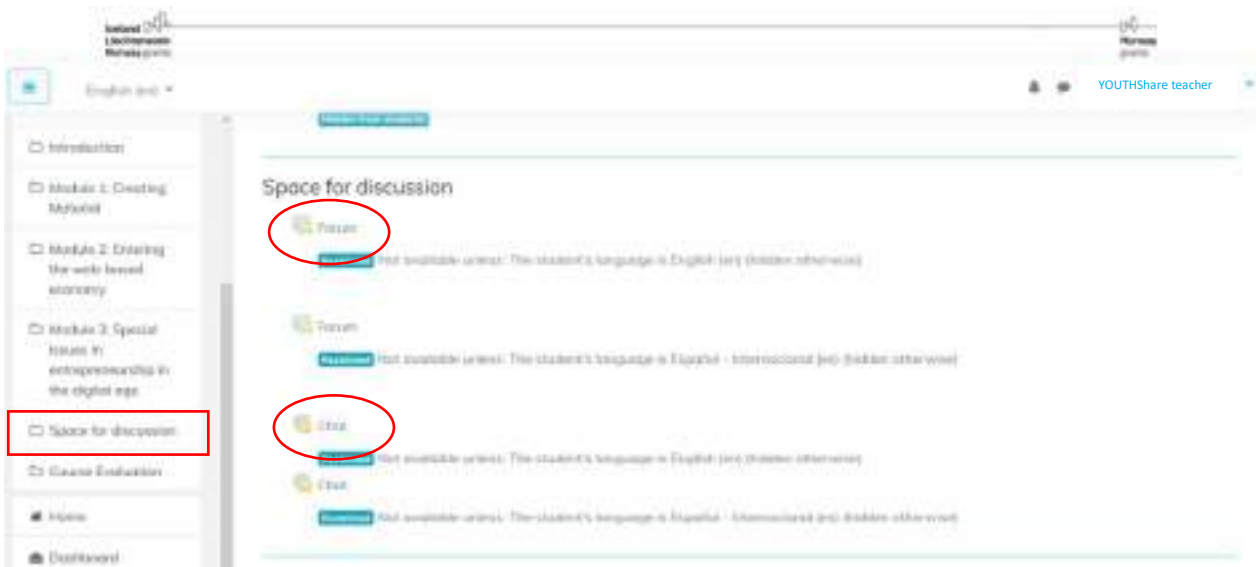 Iceland
Liechtenstein
Norway grants
Norway
grants
English (en)
YOUTHShare teacher
Hidden from students
Introduction
Module 1: Creating
Material
Module 2: Entering
the web-based
economy
Module 3: Special
Issues in
entrepreneurship in
the digital age
Space for discussion
Course Evaluation
Home
Dashboard
Space for discussion
Forum
Restricted Not available unless: The student's language is English (en) (hidden otherwise)
Forum
Restricted Not available unless: The student's language is Español - Internacional (es) (hidden otherwise)
Chat
Restricted Not available unless: The student's language is English (en) (hidden otherwise)
Chat
Restricted Not available unless: The student's language is Español - Internacional (es) (hidden otherwise)